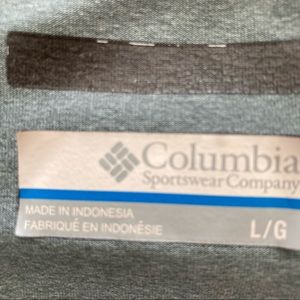 Columbia
Sportswear Company
MADE IN INDONESIA
FABRIQUÉ EN INDONÉSIE
L/G